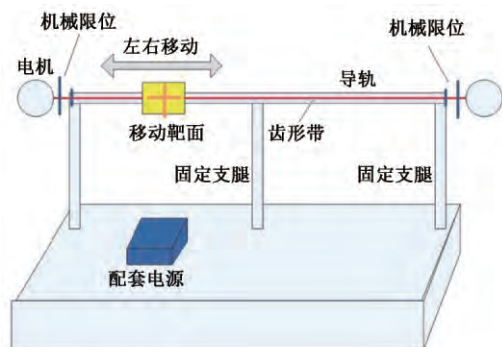 机械限位
机械限位
左右移动
电机
导轨
移动靶面
齿形带
固定支腿
固定支腿
配套电源